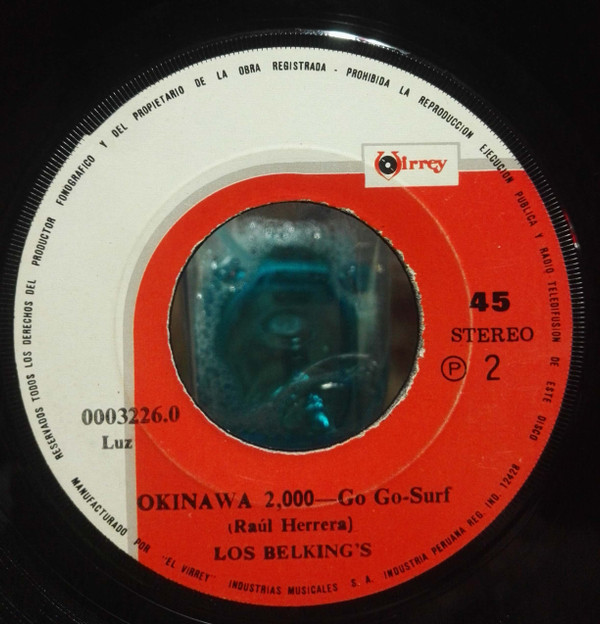 RESERVADOS TODOS LOS DERECHOS DEL PRODUCTOR FONOGRAFICO Y DEL PROPIETARIO DE LA OBRA REGISTRADA - PROHIBIDA LA REPRODUCCION EJECUCION PUBLICA Y RADIO TELEDIFUSION DE ESTE DISCO
Virrey
45
STEREO
Ⓟ 2
0003226.0
Luz
OKINAWA 2,000—Go Go-Surf
(Raúl Herrera)
LOS BELKING'S
MANUFACTURADO POR "EL VIRREY" INDUSTRIAS MUSICALES S. A. INDUSTRIA PERUANA REG. IND. 12428